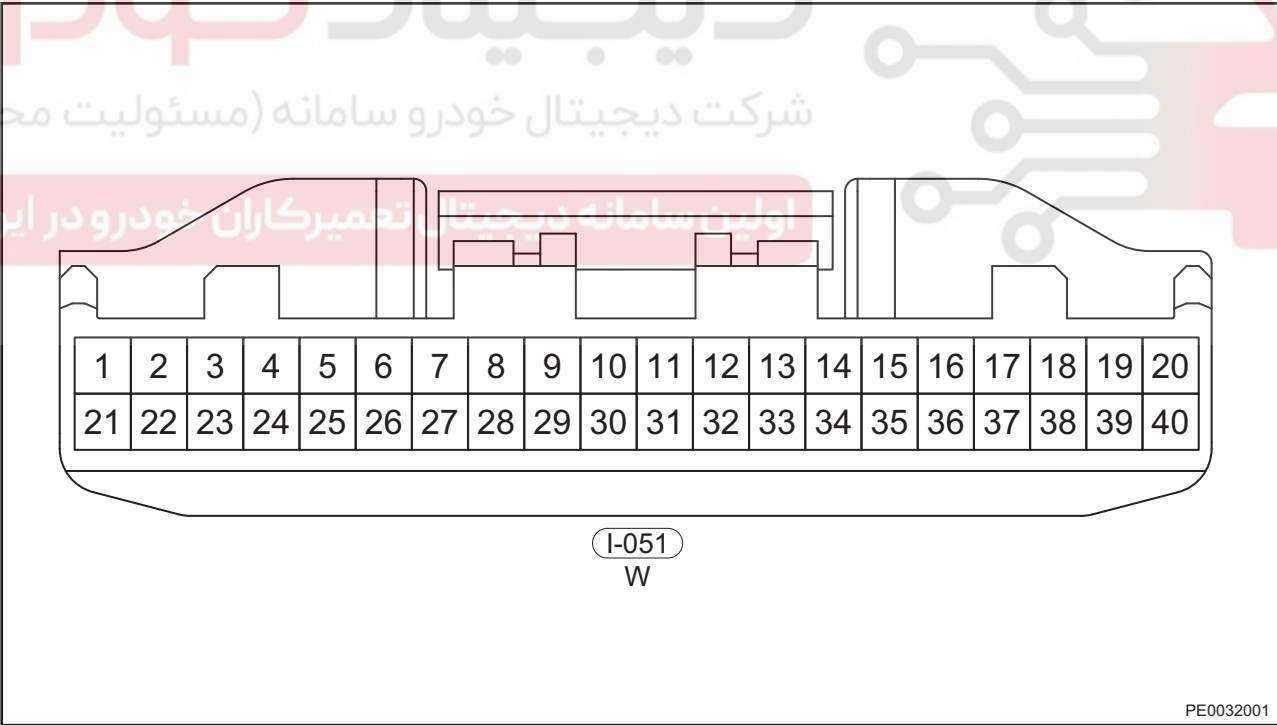 دیجیتال خودرو
شرکت دیجیتال خودرو سامانه (مسئولیت
اولین سامانه دیجیتال تعمیرکاران خودرو در
1 2 3 4 5 6 7 8 9 10 11 12 13 14 15 16 17 18 19 20
21 22 23 24 25 26 27 28 29 30 31 32 33 34 35 36 37 38 39 40
I-051
W
PE0032001